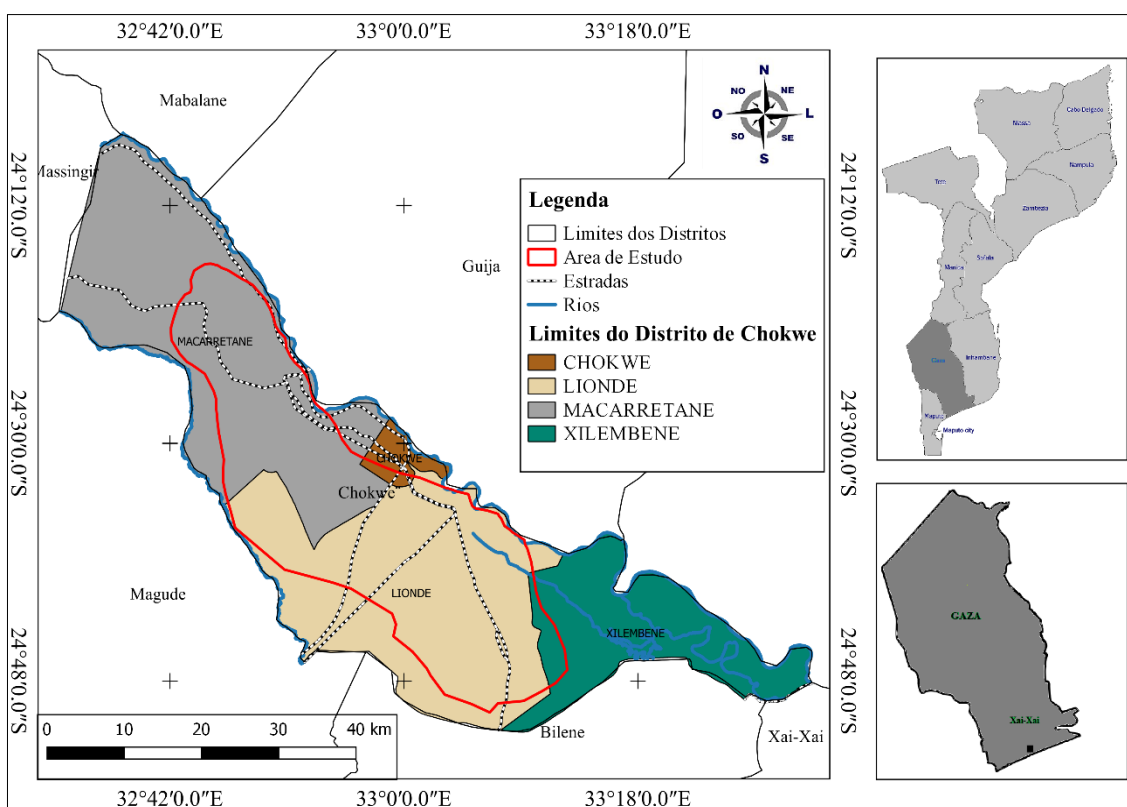 32°42′0.0″E 33°00′0.0″E 33°18′0.0″E
24°12′0.0″S
24°30′0.0″S
24°48′0.0″S
Mabalane
Massingir
Guija
N
NO NE
O L
SO SE
S
Legenda
Limites dos Distritos
Area de Estudo
Estradas
Rios
Limites do Distrito de Chokwe
CHOKWE
LIONDE
MACARRETANE
XILEMBENE
MACARRETANE
CHOKWE
Chokwe
Magude
LIONDE
XILEMBENE
Bilene
Xai-Xai
0 10 20 30 40 km
24°12′0.0″S
24°30′0.0″S
24°48′0.0″S
32°42′0.0″E 33°00′0.0″E 33°18′0.0″E
Cabo Delgado
Niassa
Nampula
Tete
Zambezia
Sofala
Manica
Inhambane
Gaza
Maputo
Maputo city
GAZA
Xai-Xai